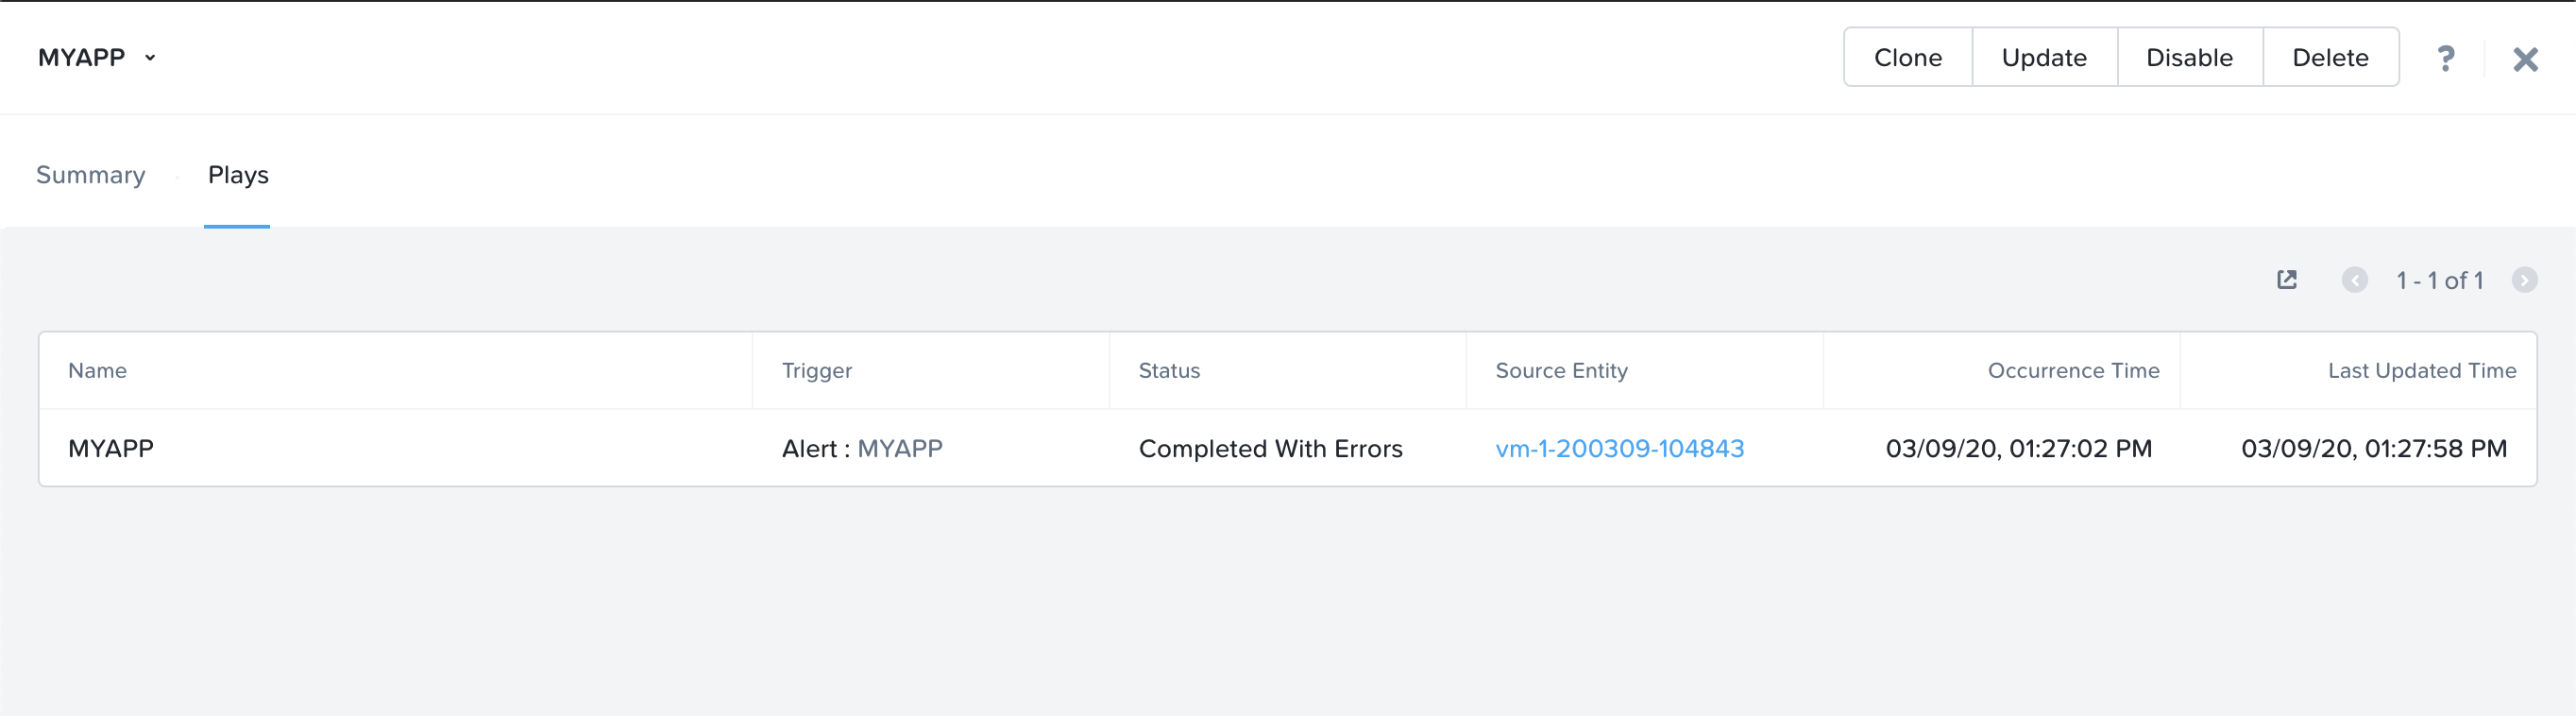 MYAPP Clone Update Disable Delete ?
Summary Plays
1 - 1 of 1
Name Trigger Status Source Entity Occurrence Time Last Updated Time
MYAPP Alert : MYAPP Completed With Errors vm-1-200309-104843 03/09/20, 01:27:02 PM 03/09/20, 01:27:58 PM